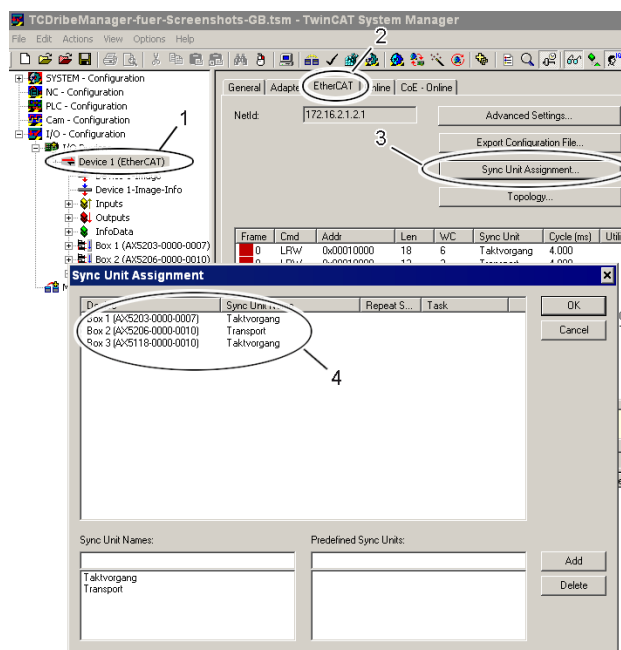 TCDribeManager-fuer-Screenshots-GB.tsm - TwinCAT System Manager
2
File Edit Actions View Options Help
SYSTEM - Configuration
NC - Configuration
PLC - Configuration
Cam - Configuration
I/O - Configuration
1
Device 1 (EtherCAT)
Device 1-Image-Info
Inputs
Outputs
InfoData
Box 1 (AX5203-0000-0007)
Box 2 (AX5206-0000-0010)
General Adapte EtherCAT Online CoE - Online
NetId: 172.16.2.1.2.1
Advanced Settings...
3
Export Configuration File...
Sync Unit Assignment...
Topology...
Frame Cmd Addr Len WC Sync Unit Cycle (ms) Utili
0 LRW 0x00010000 18 6 Taktvorgang 4.000
Sync Unit Assignment
Sync Unit Name Repeat S... Task
Box 1 (AX5203-0000-0007) Taktvorgang
Box 2 (AX5206-0000-0010) Transport
Box 3 (AX5118-0000-0010) Taktvorgang
4
OK
Cancel
Sync Unit Names: Predefined Sync Units:
Taktvorgang
Transport
Add
Delete